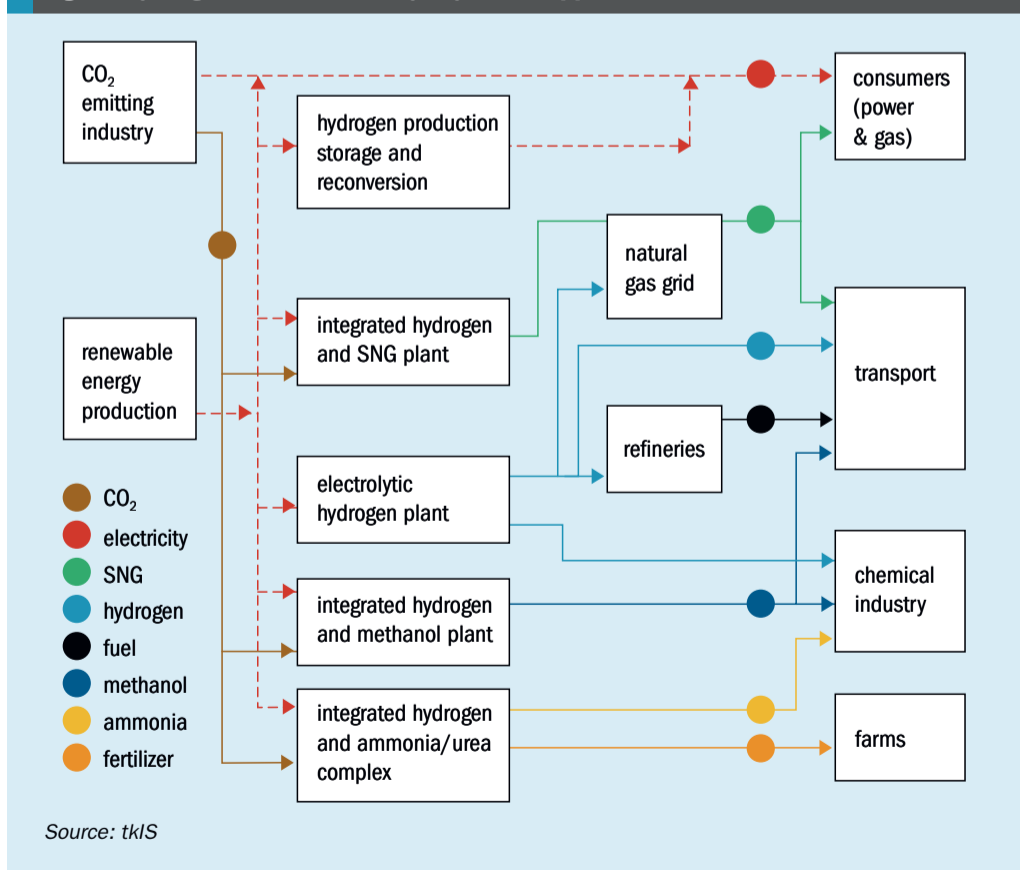 CO₂
emitting
industry
hydrogen production
storage and
reconversion
consumers
(power
& gas)
natural
gas grid
renewable
energy
production
integrated hydrogen
and SNG plant
transport
refineries
electrolytic
hydrogen plant
CO₂
electricity
SNG
hydrogen
fuel
methanol
ammonia
fertilizer
integrated hydrogen
and methanol plant
chemical
industry
integrated hydrogen
and ammonia/urea
complex
farms
Source: tkIS